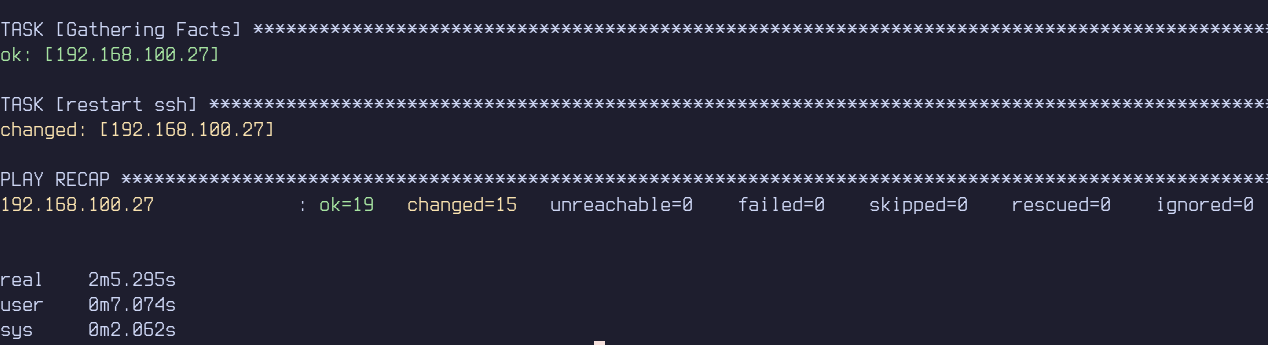 TASK [Gathering Facts] *********************************************************************************************
ok: [192.168.100.27]
TASK [restart ssh] *************************************************************************************************
changed: [192.168.100.27]
PLAY RECAP *********************************************************************************************************
192.168.100.27             : ok=19   changed=15   unreachable=0    failed=0    skipped=0    rescued=0    ignored=0
real    2m5.295s
user    0m7.074s
sys     0m2.062s